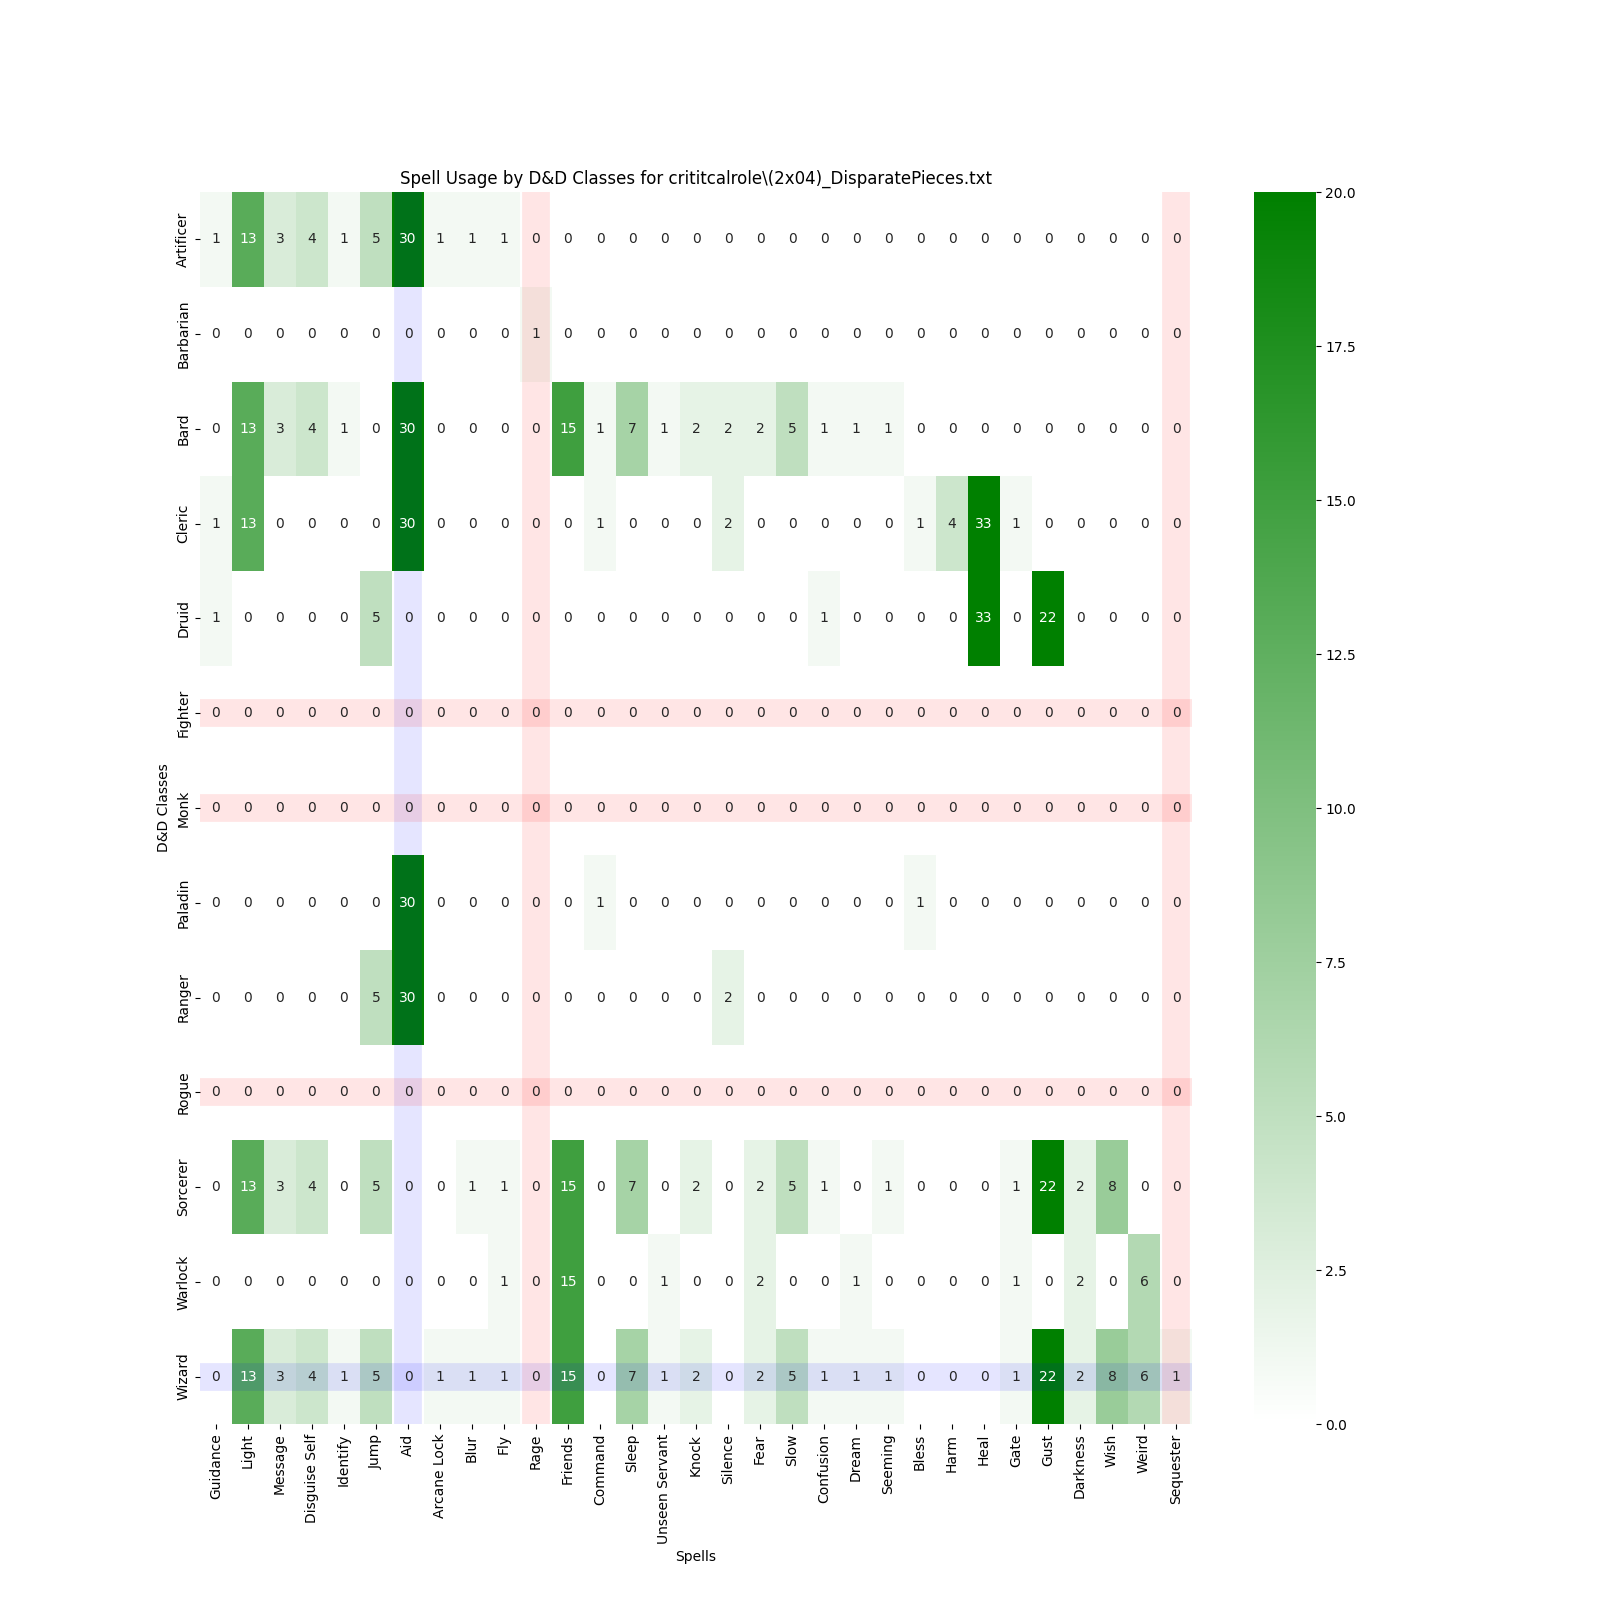 Spell Usage by D&D Classes for crititcalrole\(2x04)_DisparatePieces.txt
D&D Classes
Artificer 1 13 3 4 1 5 30 1 1 1 0 0 0 0 0 0 0 0 0 0 0 0 0 0 0 0 0 0 0 0 0
Barbarian 0 0 0 0 0 0 0 0 0 0 1 0 0 0 0 0 0 0 0 0 0 0 0 0 0 0 0 0 0 0 0
Bard 0 13 3 4 1 0 30 0 0 0 0 15 1 7 1 2 2 2 5 1 1 1 0 0 0 0 0 0 0 0 0
Cleric 1 13 0 0 0 0 30 0 0 0 0 0 1 0 0 0 2 0 0 0 0 0 1 4 33 1 0 0 0 0 0
Druid 1 0 0 0 0 5 0 0 0 0 0 0 0 0 0 0 0 0 0 1 0 0 0 0 33 0 22 0 0 0 0
Fighter 0 0 0 0 0 0 0 0 0 0 0 0 0 0 0 0 0 0 0 0 0 0 0 0 0 0 0 0 0 0 0
Monk 0 0 0 0 0 0 0 0 0 0 0 0 0 0 0 0 0 0 0 0 0 0 0 0 0 0 0 0 0 0 0
Paladin 0 0 0 0 0 0 30 0 0 0 0 0 1 0 0 0 0 0 0 0 0 0 1 0 0 0 0 0 0 0 0
Ranger 0 0 0 0 0 5 30 0 0 0 0 0 0 0 0 0 2 0 0 0 0 0 0 0 0 0 0 0 0 0 0
Rogue 0 0 0 0 0 0 0 0 0 0 0 0 0 0 0 0 0 0 0 0 0 0 0 0 0 0 0 0 0 0 0
Sorcerer 0 13 3 4 0 5 0 0 1 1 0 15 0 7 0 2 0 2 5 1 0 1 0 0 0 1 22 2 8 0 0
Warlock 0 0 0 0 0 0 0 0 0 1 0 15 0 0 1 0 0 2 0 0 1 0 0 0 0 1 0 2 0 6 0
Wizard 0 13 3 4 1 5 0 1 1 1 0 15 0 7 1 2 0 2 5 1 1 1 0 0 0 1 22 2 8 6 1
Guidance
Light
Message
Disguise Self
Identify
Jump
Aid
Arcane Lock
Blur
Fly
Rage
Friends
Command
Sleep
Unseen Servant
Knock
Silence
Fear
Slow
Confusion
Dream
Seeming
Bless
Harm
Heal
Gate
Gust
Darkness
Wish
Weird
Sequester
Spells
20.0
17.5
15.0
12.5
10.0
7.5
5.0
2.5
0.0